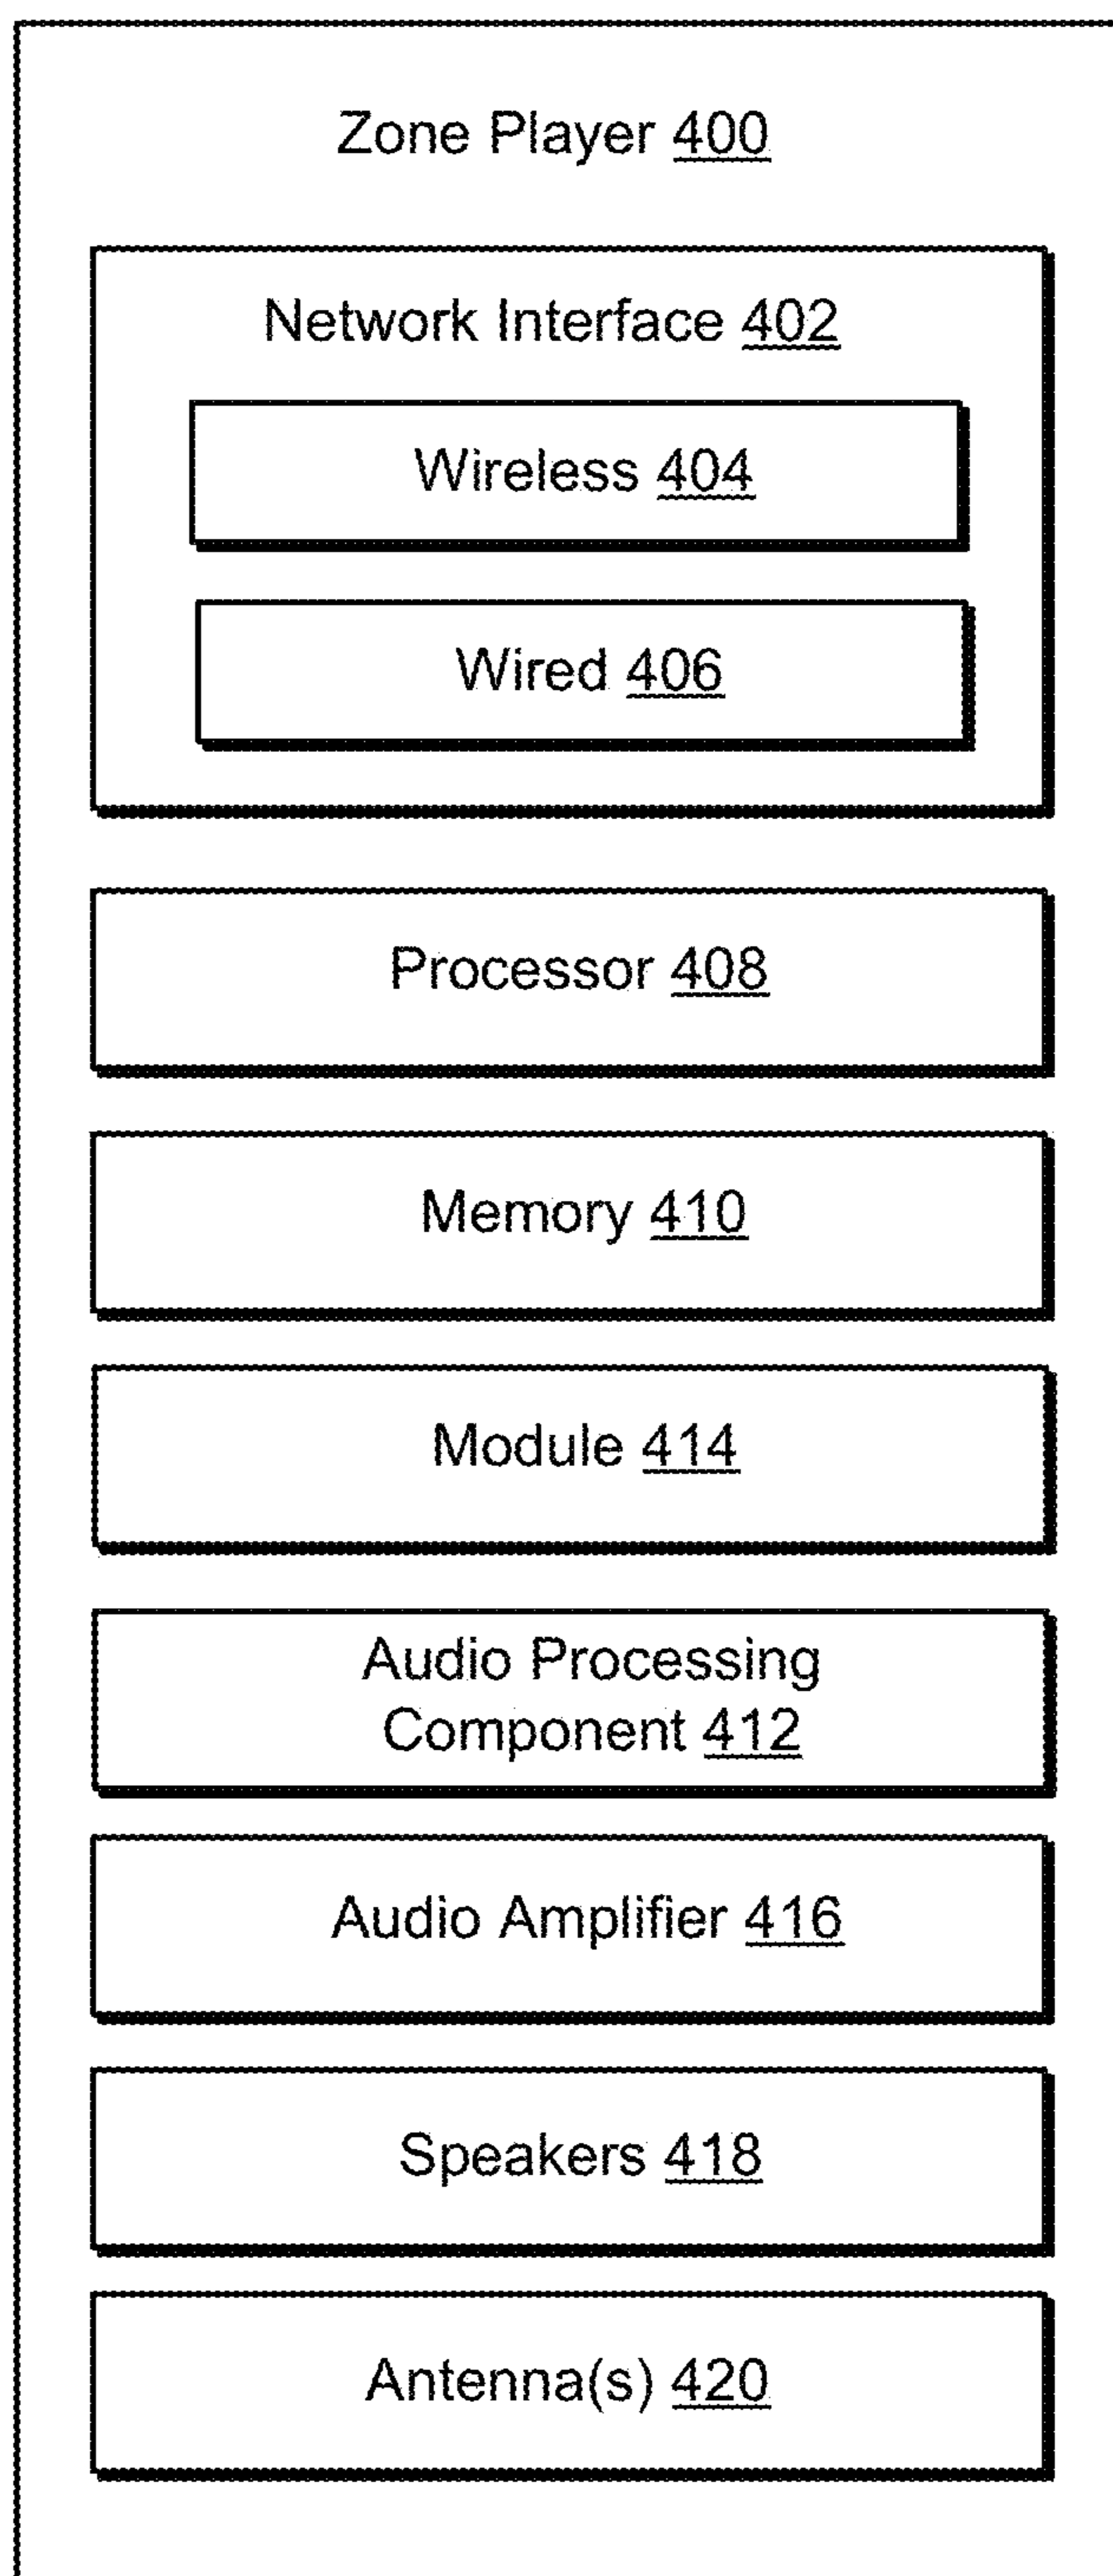 Zone Player 400
Network Interface 402
Wireless 404
Wired 406
Processor 408
Memory 410
Module 414
Audio Processing
Component 412
Audio Amplifier 416
Speakers 418
Antenna(s) 420